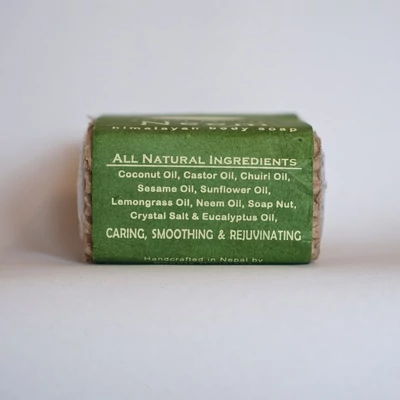 Neem
himalayan body soap
ALL NATURAL INGREDIENTS
Coconut Oil, Castor Oil, Chuiri Oil,
Sesame Oil, Sunflower Oil,
Lemongrass Oil, Neem Oil, Soap Nut,
Crystal Salt & Eucalyptus Oil,
CARING, SMOOTHING & REJUVINATING
Handcrafted in Nepal by